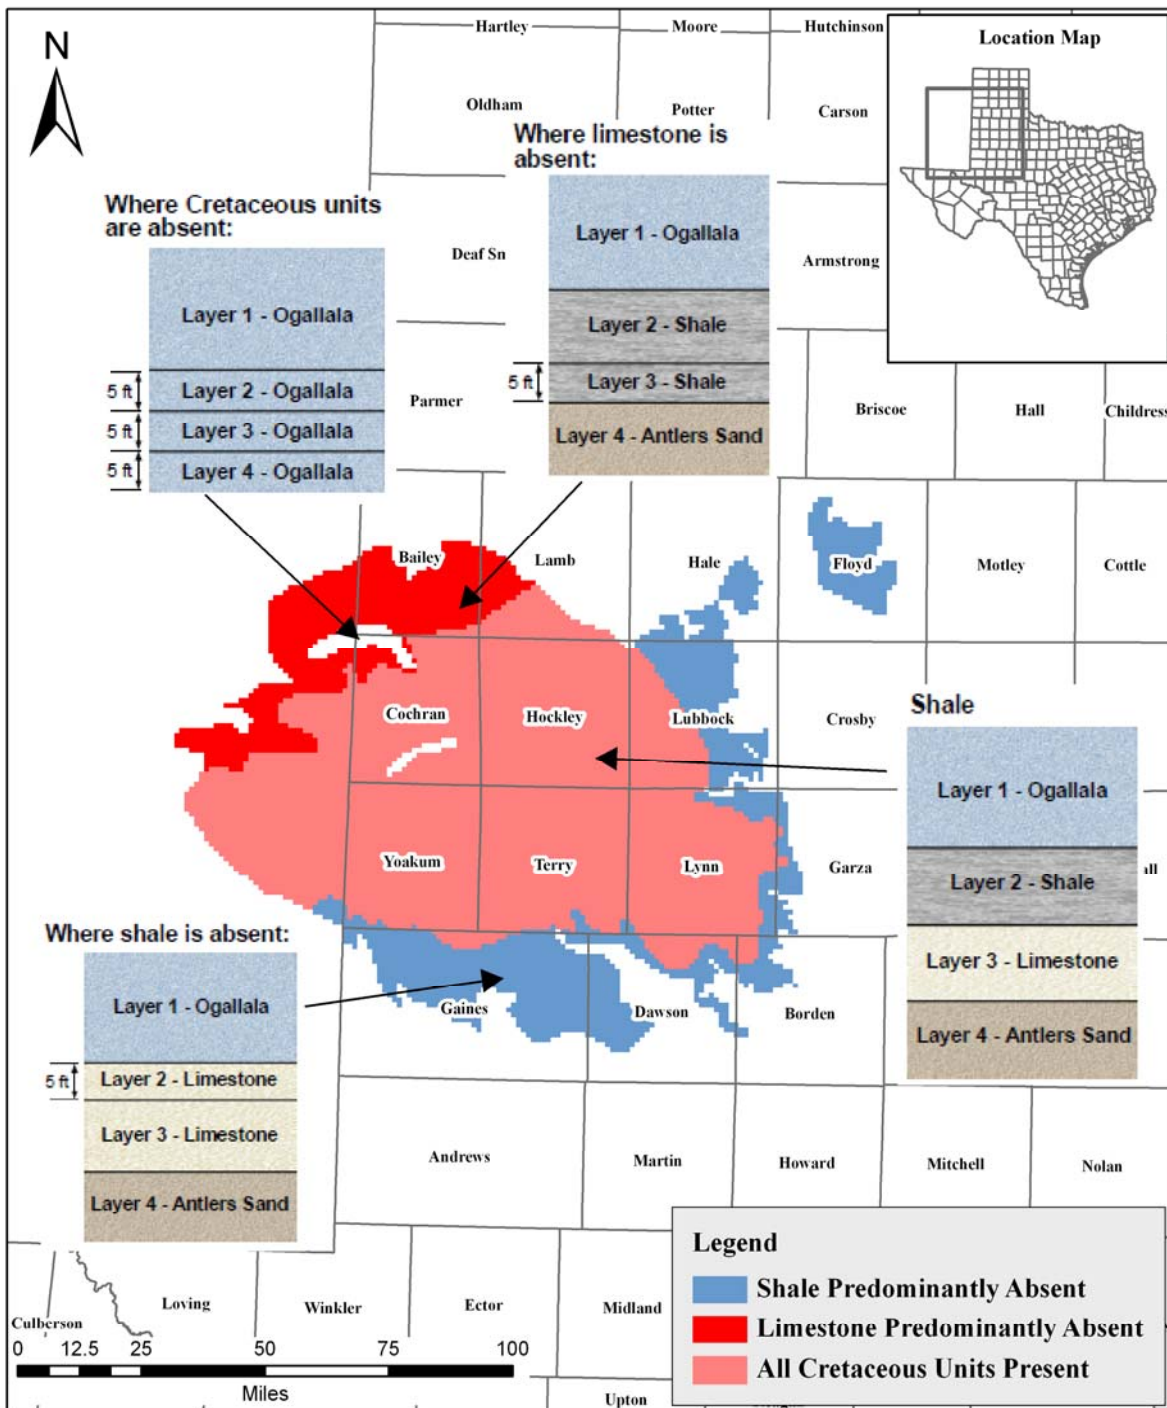 Hartley
Moore
Hutchinson
Location Map
N
Oldham
Potter
Carson
Where limestone is
absent:
Layer 1 - Ogallala
Layer 2 - Shale
5 ft
Layer 3 - Shale
Layer 4 - Antlers Sand
Where Cretaceous units
are absent:
Layer 1 - Ogallala
5 ft
Layer 2 - Ogallala
5 ft
Layer 3 - Ogallala
5 ft
Layer 4 - Ogallala
Deaf Sn
Armstrong
Parmer
Briscoe
Hall
Childress
Bailey
Lamb
Hale
Floyd
Motley
Cottle
Cochran
Hockley
Lubbock
Crosby
Shale
Layer 1 - Ogallala
Layer 2 - Shale
Layer 3 - Limestone
Layer 4 - Antlers Sand
Yoakum
Terry
Lynn
Garza
all
Where shale is absent:
Layer 1 - Ogallala
5 ft
Layer 2 - Limestone
Layer 3 - Limestone
Layer 4 - Antlers Sand
Gaines
Dawson
Borden
Andrews
Martin
Howard
Mitchell
Nolan
Loving
Winkler
Ector
Midland
Culberson
Upton
0 12.5 25 50 75 100
Miles
Legend
Shale Predominantly Absent
Limestone Predominantly Absent
All Cretaceous Units Present